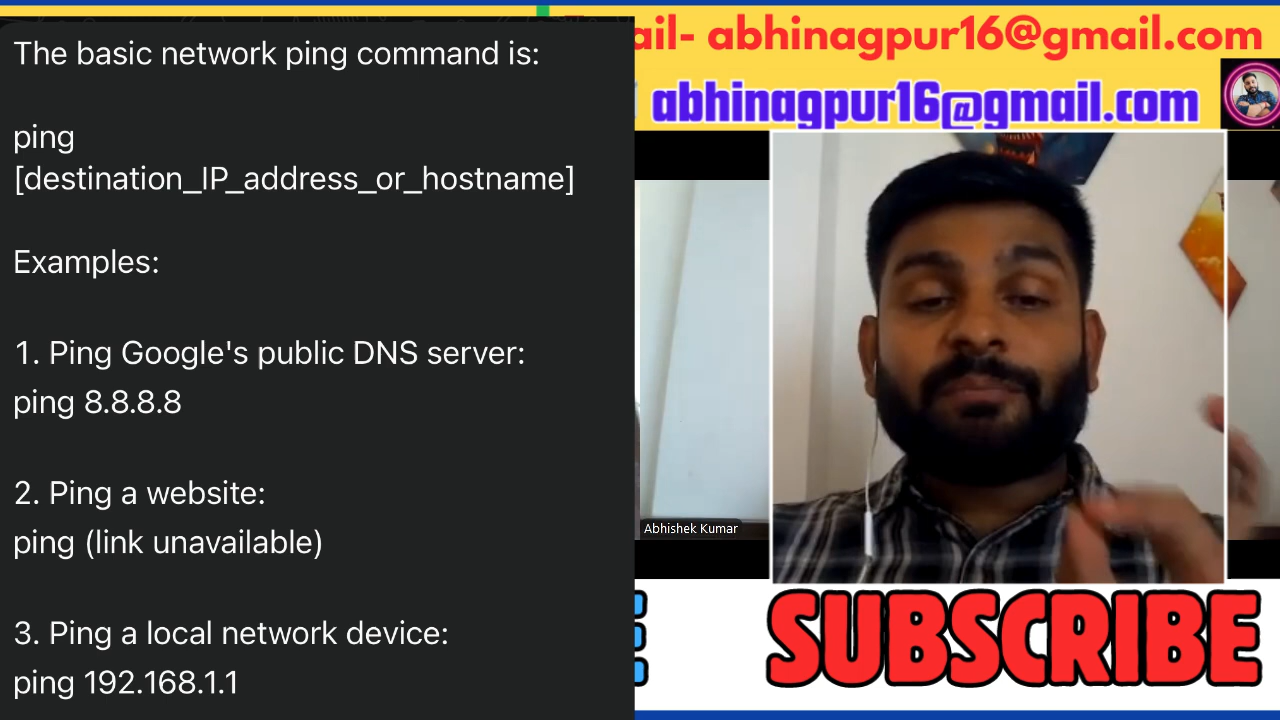 The basic network ping command is:
ping
[destination_IP_address_or_hostname]
Examples:
1. Ping Google's public DNS server:
ping 8.8.8.8
2. Ping a website:
ping (link unavailable)
3. Ping a local network device:
ping 192.168.1.1
ail- abhinagpur16@gmail.com
abhinagpur16@gmail.com
Abhishek Kumar
SUBSCRIBE